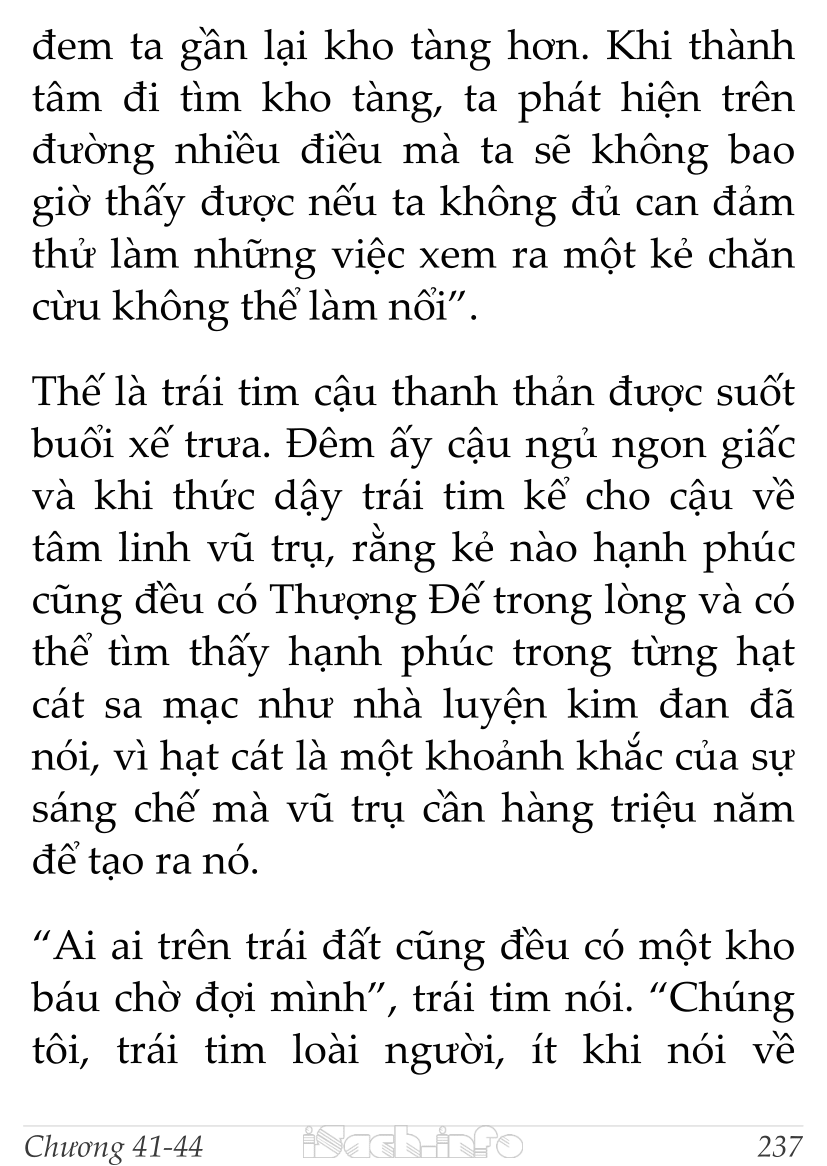 đem ta gần lại kho tàng hơn. Khi thành
tâm đi tìm kho tàng, ta phát hiện trên
đường nhiều điều mà ta sẽ không bao
giờ thấy được nếu ta không đủ can đảm
thử làm những việc xem ra một kẻ chăn
cừu không thể làm nổi”.
Thế là trái tim cậu thanh thản được suốt
buổi xế trưa. Đêm ấy cậu ngủ ngon giấc
và khi thức dậy trái tim kể cho cậu về
tâm linh vũ trụ, rằng kẻ nào hạnh phúc
cũng đều có Thượng Đế trong lòng và có
thể tìm thấy hạnh phúc trong từng hạt
cát sa mạc như nhà luyện kim đan đã
nói, vì hạt cát là một khoảnh khắc của sự
sáng chế mà vũ trụ cần hàng triệu năm
để tạo ra nó.
“Ai ai trên trái đất cũng đều có một kho
báu chờ đợi mình”, trái tim nói. “Chúng
tôi, trái tim loài người, ít khi nói về
Chương 41-44 iSach.info 237